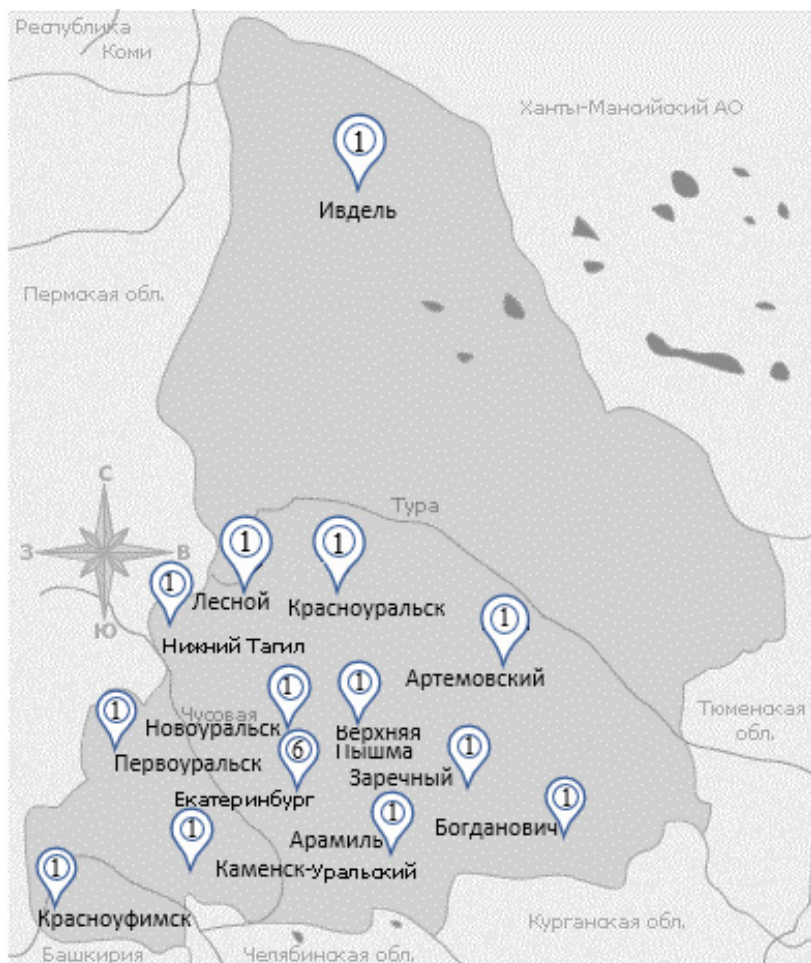 Республика
Коми
Ханты-Мансийский АО
1
Ивдель
Пермская обл.
С
З
В
Ю
Тура
1
Лесной
1
Красноуральск
1
Нижний Тагил
1
Артемовский
Тюменская
обл.
1
Новоуральск
Чусовая
1
Верхняя
Пышма
1
Первоуральск
6
Екатеринбург
1
Заречный
1
Богданович
1
Арамиль
1
Каменск-Уральский
1
Красноуфимск
Курганская обл.
Башкирия
Челябинская обл.